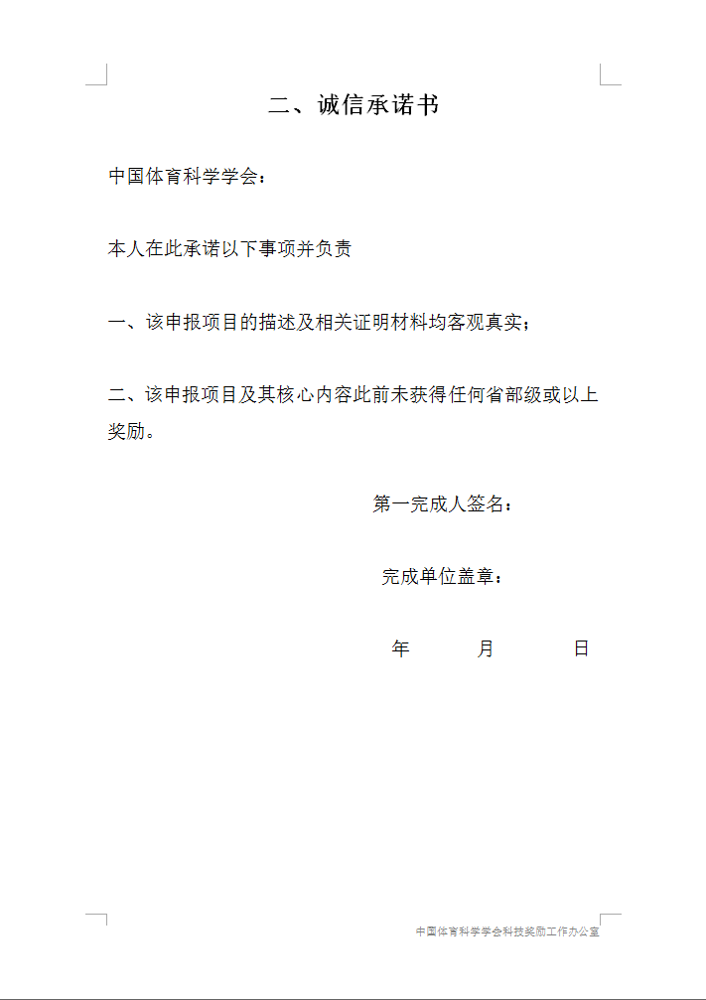 二、诚信承诺书
中国体育科学学会：
本人在此承诺以下事项并负责
一、该申报项目的描述及相关证明材料均客观真实；
二、该申报项目及其核心内容此前未获得任何省部级或以上
奖励。
第一完成人签名：
完成单位盖章：
年 月 日
中国体育科学学会科技奖励工作办公室